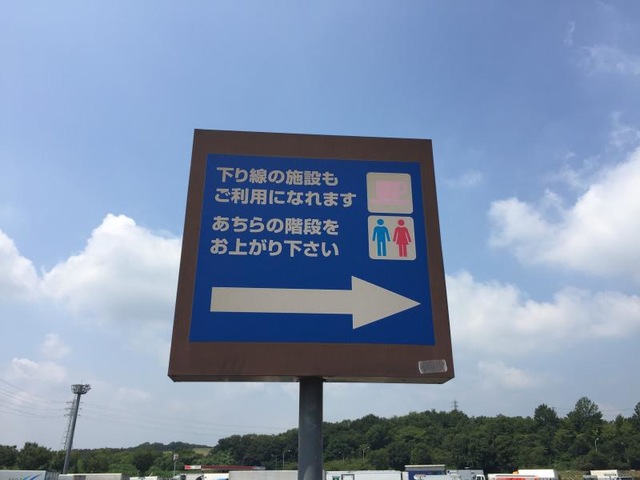 下り線の施設も
ご利用になれます
あちらの階段を
お上がり下さい